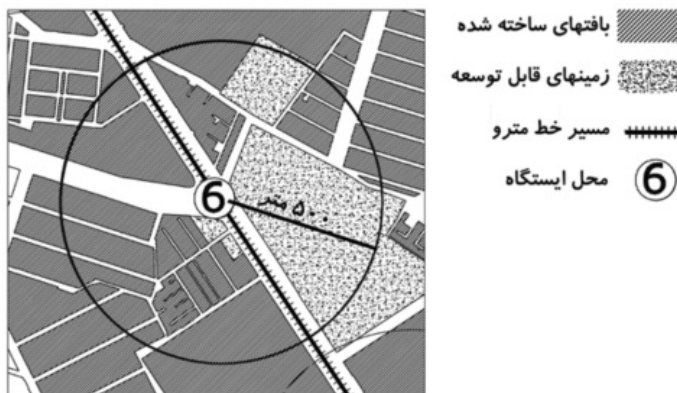 بافتهای ساخته شده
زمینهای قابل توسعه
مسیر خط مترو
محل ایستگاه
6
6
۵۰۰ متر